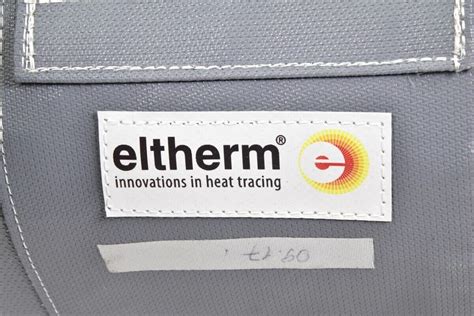 eltherm®
innovations in heat tracing
09.17